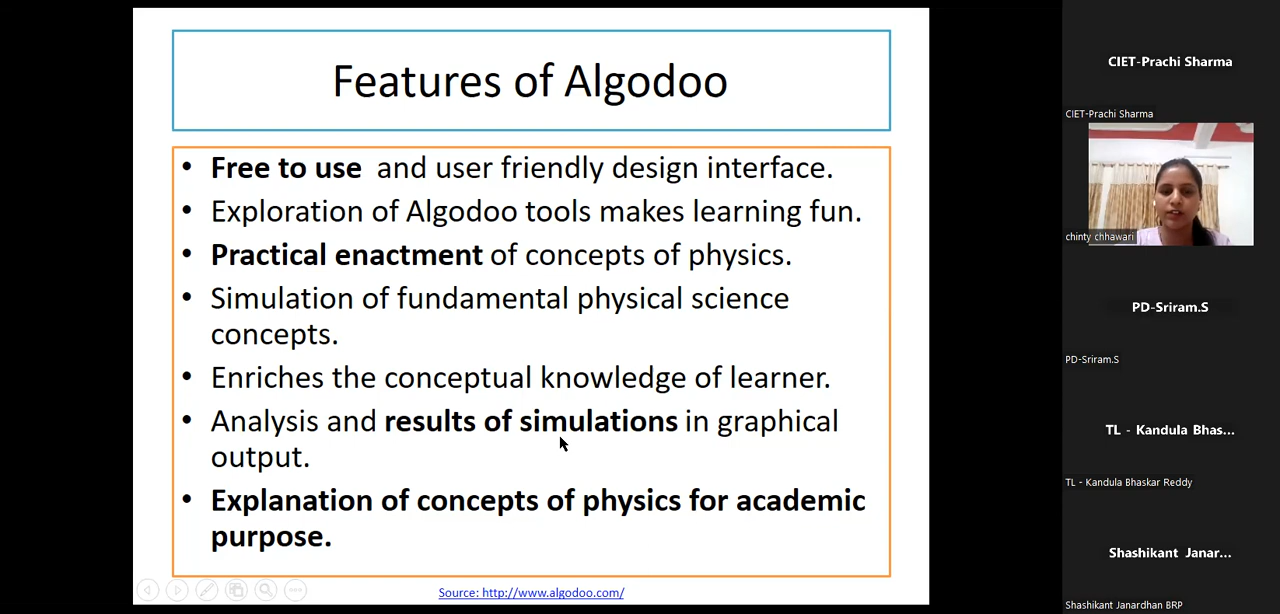 Features of Algodoo
• Free to use and user friendly design interface.
• Exploration of Algodoo tools makes learning fun.
• Practical enactment of concepts of physics.
• Simulation of fundamental physical science
concepts.
• Enriches the conceptual knowledge of learner.
• Analysis and results of simulations in graphical
output.
• Explanation of concepts of physics for academic
purpose.
Source: http://www.algodoo.com/
CIET-Prachi Sharma
CIET-Prachi Sharma
chinty chhawari
PD-Sriram.S
PD-Sriram.S
TL - Kandula Bhas...
TL - Kandula Bhaskar Reddy
Shashikant Janar...
Shashikant Janardhan BRP